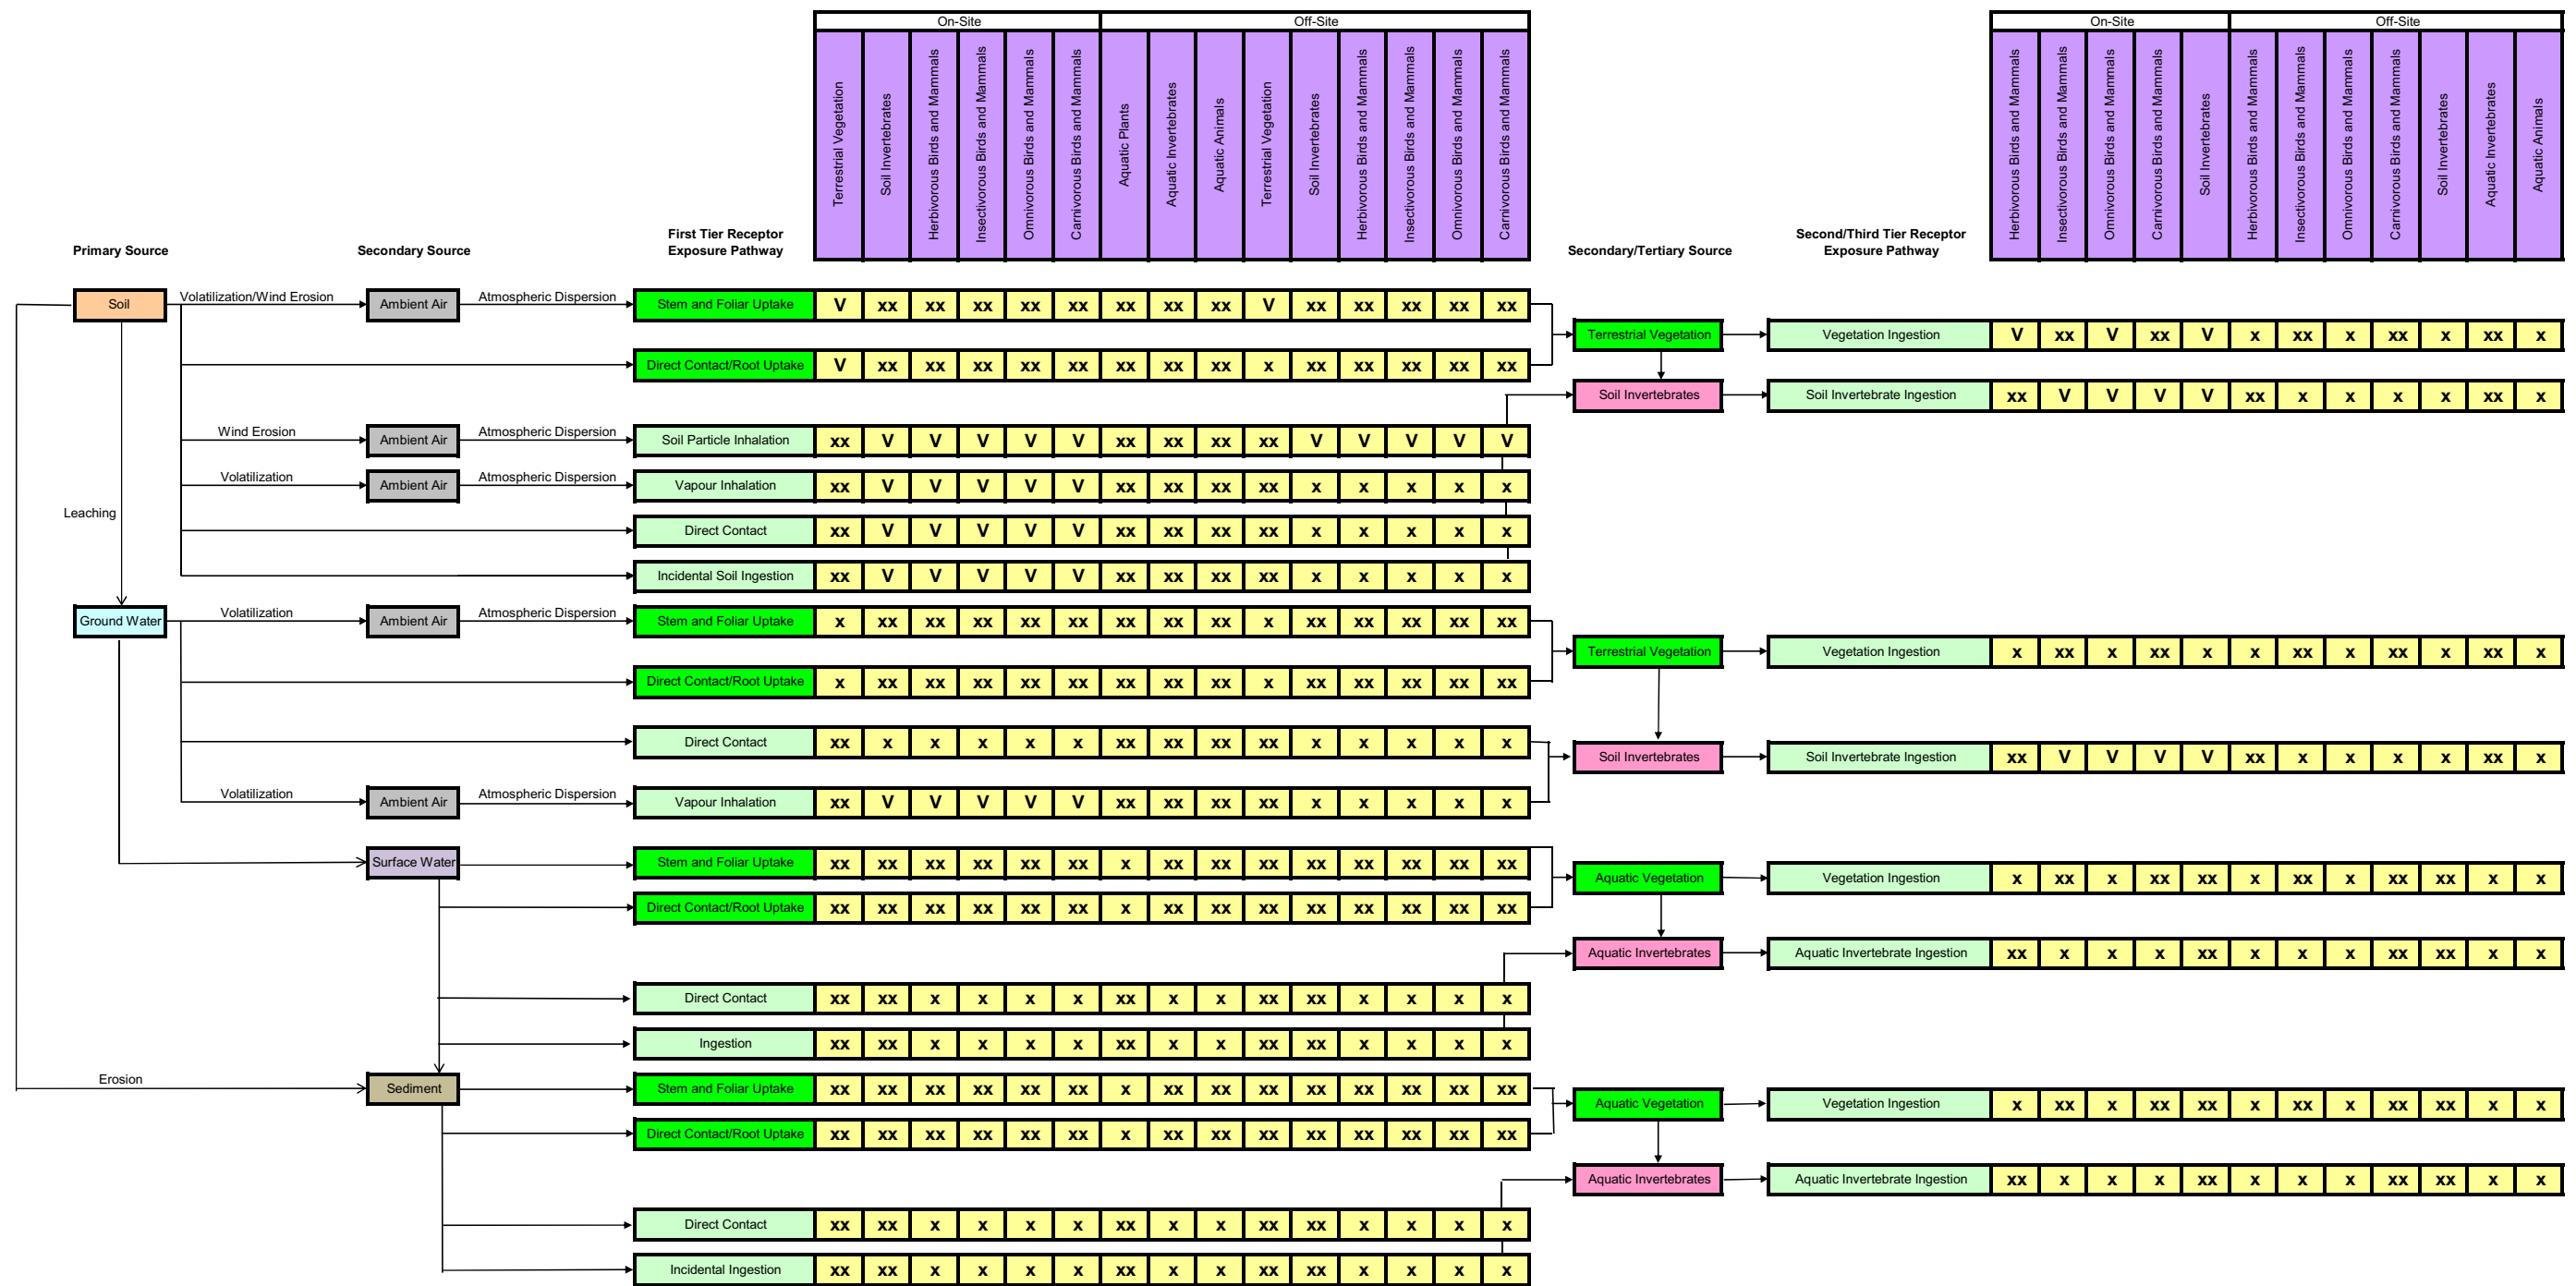 On-Site Off-Site On-Site Off-Site
Terrestrial Vegetation
Soil Invertebrates
Herbivorous Birds and Mammals
Insectivorous Birds and Mammals
Omnivorous Birds and Mammals
Carnivorous Birds and Mammals
Aquatic Plants
Aquatic Invertebrates
Aquatic Animals
Terrestrial Vegetation
Soil Invertebrates
Herbivorous Birds and Mammals
Insectivorous Birds and Mammals
Omnivorous Birds and Mammals
Carnivorous Birds and Mammals
Herbivorous Birds and Mammals
Insectivorous Birds and Mammals
Omnivorous Birds and Mammals
Carnivorous Birds and Mammals
Soil Invertebrates
Herbivorous Birds and Mammals
Insectivorous Birds and Mammals
Omnivorous Birds and Mammals
Carnivorous Birds and Mammals
Soil Invertebrates
Aquatic Invertebrates
Aquatic Animals
Primary Source
Secondary Source
First Tier Receptor
Exposure Pathway
Secondary/Tertiary Source
Second/Third Tier Receptor
Exposure Pathway
Soil Volatilization/Wind Erosion Ambient Air Atmospheric Dispersion Stem and Foliar Uptake V xx xx xx xx xx xx xx xx V xx xx xx xx xx
Terrestrial Vegetation Vegetation Ingestion V xx V xx V x xx x xx x xx x
Direct Contact/Root Uptake V xx xx xx xx xx xx xx xx x xx xx xx xx xx
Soil Invertebrates Soil Invertebrate Ingestion xx V V V V xx x x x x xx x
Wind Erosion Ambient Air Atmospheric Dispersion Soil Particle Inhalation xx V V V V V xx xx xx xx V V V V V
Volatilization Ambient Air Atmospheric Dispersion Vapour Inhalation xx V V V V V xx xx xx xx x x x x x
Leaching
Direct Contact xx V V V V V xx xx xx xx x x x x x
Incidental Soil Ingestion xx V V V V V xx xx xx xx x x x x x
Ground Water Volatilization Ambient Air Atmospheric Dispersion Stem and Foliar Uptake x xx xx xx xx xx xx xx xx x xx xx xx xx xx
Terrestrial Vegetation Vegetation Ingestion x xx x xx x x xx x xx x xx x
Direct Contact/Root Uptake x xx xx xx xx xx xx xx xx x xx xx xx xx xx
Direct Contact xx x x x x x xx xx xx xx x x x x x
Soil Invertebrates Soil Invertebrate Ingestion xx V V V V xx x x x x xx x
Volatilization Ambient Air Atmospheric Dispersion Vapour Inhalation xx V V V V V xx xx xx xx x x x x x
Surface Water Stem and Foliar Uptake xx xx xx xx xx xx x xx xx xx xx xx xx xx xx
Aquatic Vegetation Vegetation Ingestion x xx x xx xx x xx x xx xx x x
Direct Contact/Root Uptake xx xx xx xx xx xx x xx xx xx xx xx xx xx xx
Aquatic Invertebrates Aquatic Invertebrate Ingestion xx x x x xx x x x xx xx x x
Direct Contact xx xx x x x x xx x x xx xx x x x x
Ingestion xx xx x x x x xx x x xx xx x x x x
Erosion Sediment Stem and Foliar Uptake xx xx xx xx xx xx x xx xx xx xx xx xx xx xx
Aquatic Vegetation Vegetation Ingestion x xx x xx xx x xx x xx xx x x
Direct Contact/Root Uptake xx xx xx xx xx xx x xx xx xx xx xx xx xx xx
Aquatic Invertebrates Aquatic Invertebrate Ingestion xx x x x xx x x x xx xx x x
Direct Contact xx xx x x x x xx x x xx xx x x x x
Incidental Ingestion xx xx x x x x xx x x xx xx x x x x